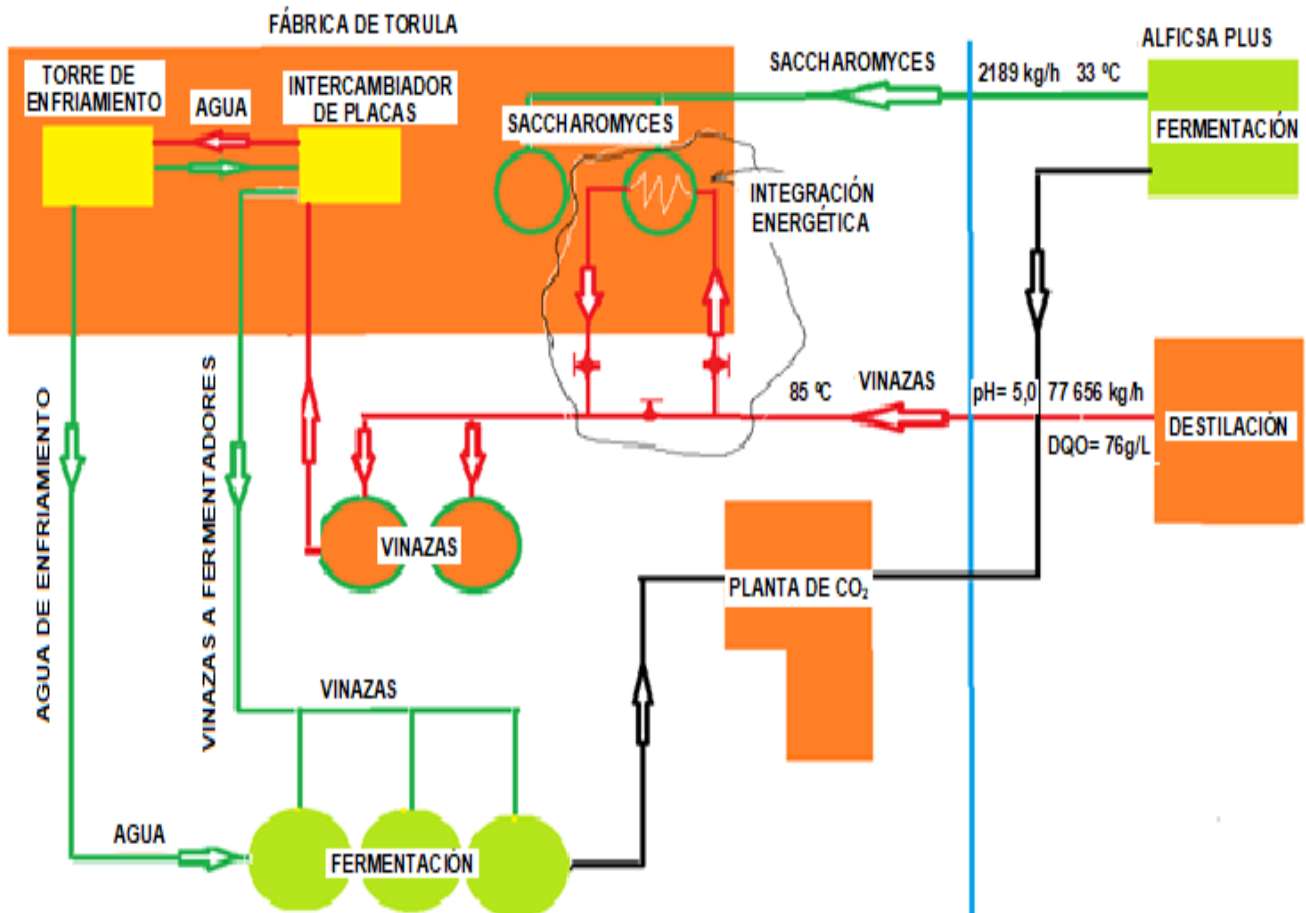 FÁBRICA DE TORULA
ALFICSA PLUS
TORRE DE
ENFRIAMIENTO
AGUA
INTERCAMBIADOR
DE PLACAS
SACCHAROMYCES
2189 kg/h 33 ºC
SACCHAROMYCES
FERMENTACIÓN
INTEGRACIÓN
ENERGÉTICA
85 ºC
VINAZAS
pH= 5,0
77 656 kg/h
DQO= 76g/L
DESTILACIÓN
AGUA DE ENFRIAMIENTO
VINAZAS A FERMENTADORES
VINAZAS
PLANTA DE CO₂
VINAZAS
AGUA
FERMENTACIÓN